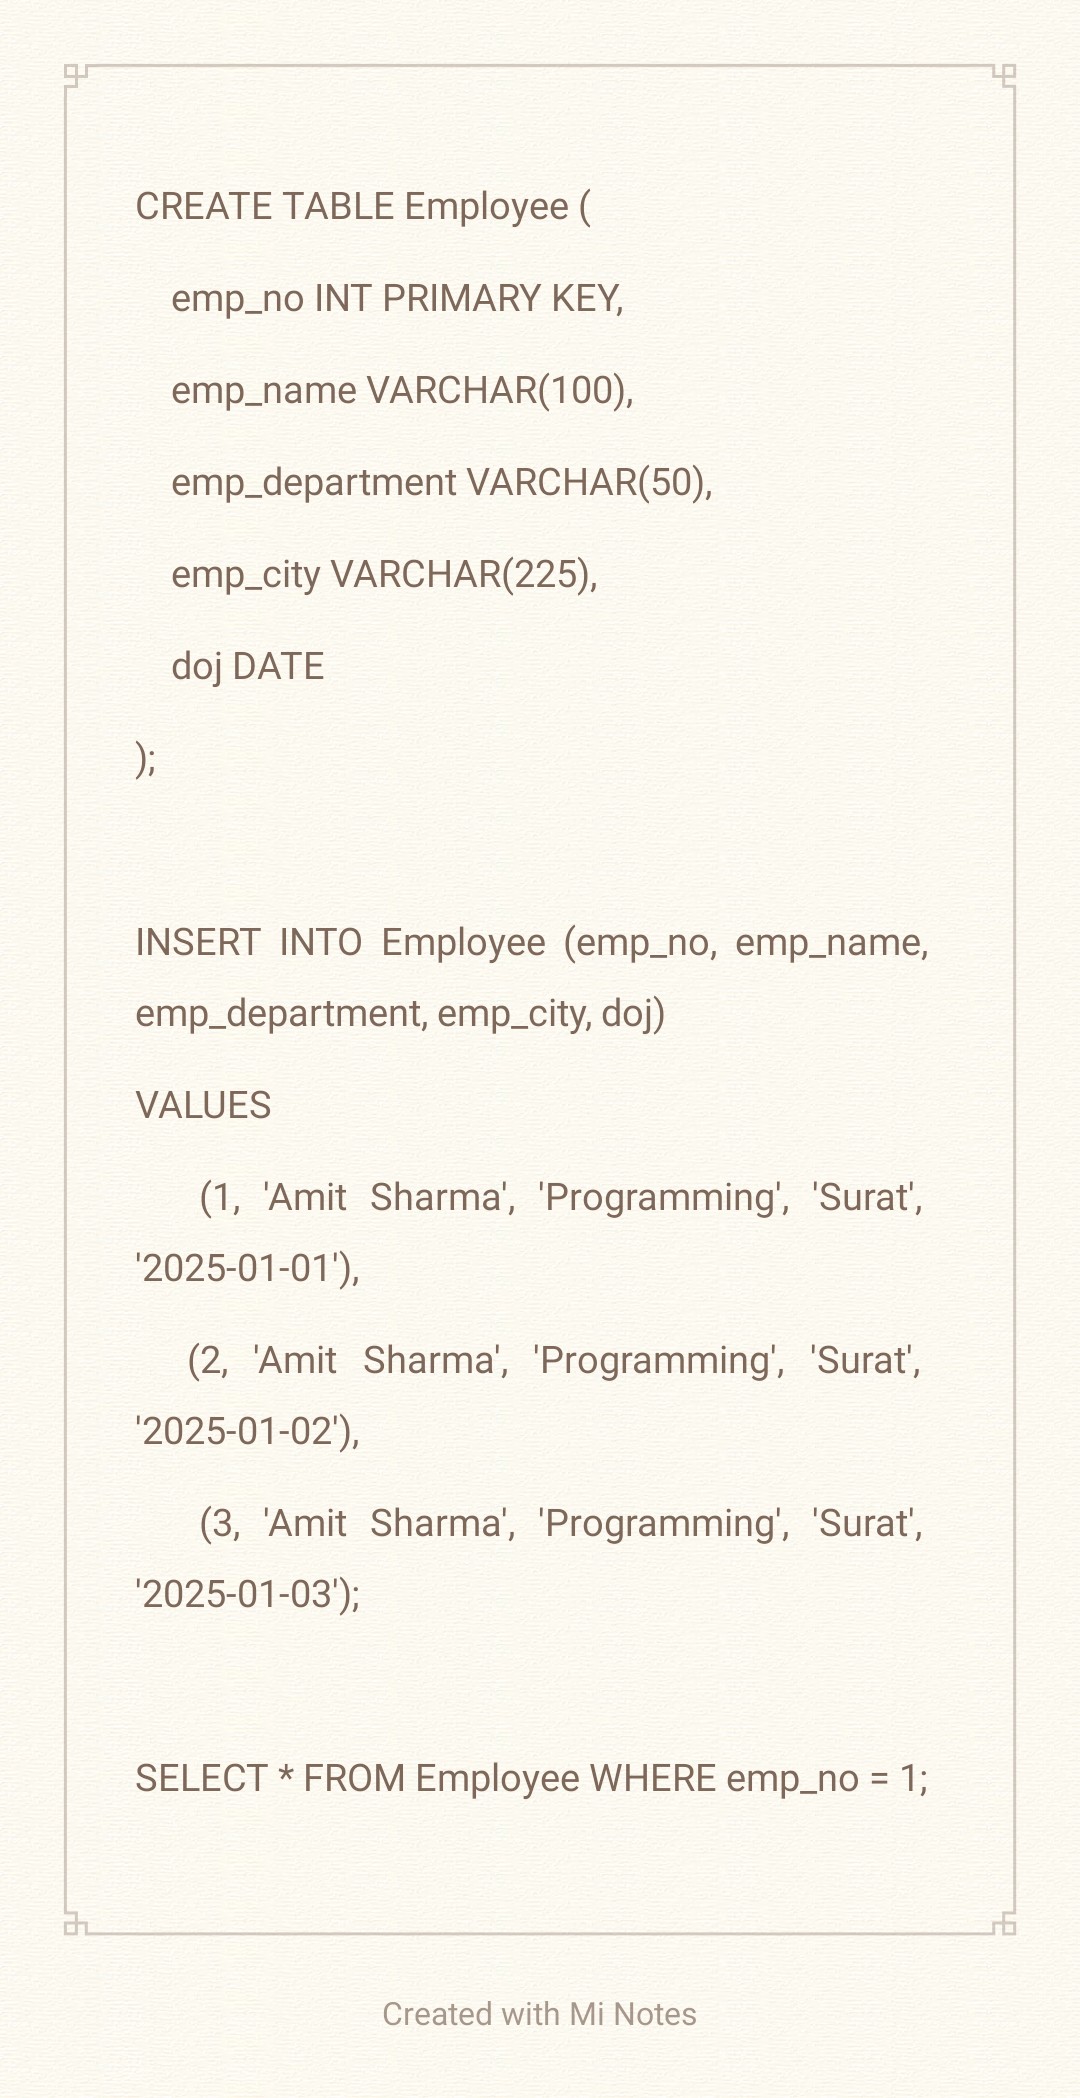 CREATE TABLE Employee (
emp_no INT PRIMARY KEY,
emp_name VARCHAR(100),
emp_department VARCHAR(50),
emp_city VARCHAR(225),
doj DATE
);
INSERT INTO Employee (emp_no, emp_name,
emp_department, emp_city, doj)
VALUES
(1, 'Amit Sharma', 'Programming', 'Surat',
'2025-01-01'),
(2, 'Amit Sharma', 'Programming', 'Surat',
'2025-01-02'),
(3, 'Amit Sharma', 'Programming', 'Surat',
'2025-01-03');
SELECT * FROM Employee WHERE emp_no = 1;
Created with Mi Notes